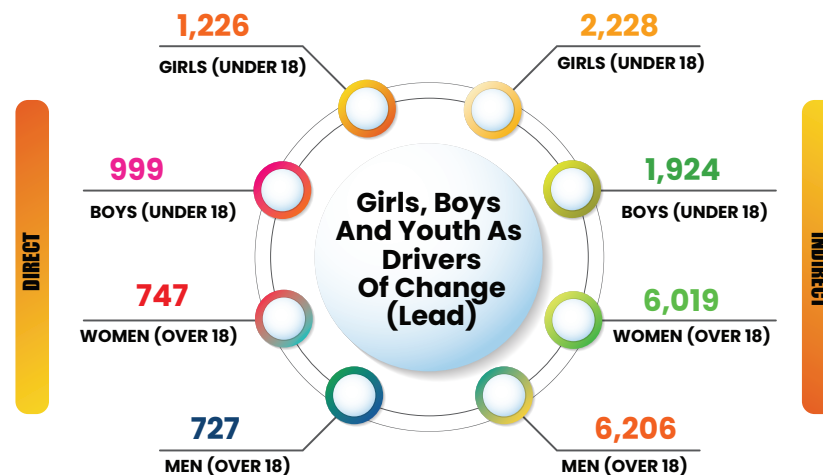 1,226
GIRLS (UNDER 18)
2,228
GIRLS (UNDER 18)
999
BOYS (UNDER 18)
1,924
BOYS (UNDER 18)
Girls, Boys
And Youth As
Drivers
Of Change
(Lead)
DIRECT
INDIRECT
747
WOMEN (OVER 18)
6,019
WOMEN (OVER 18)
727
MEN (OVER 18)
6,206
MEN (OVER 18)